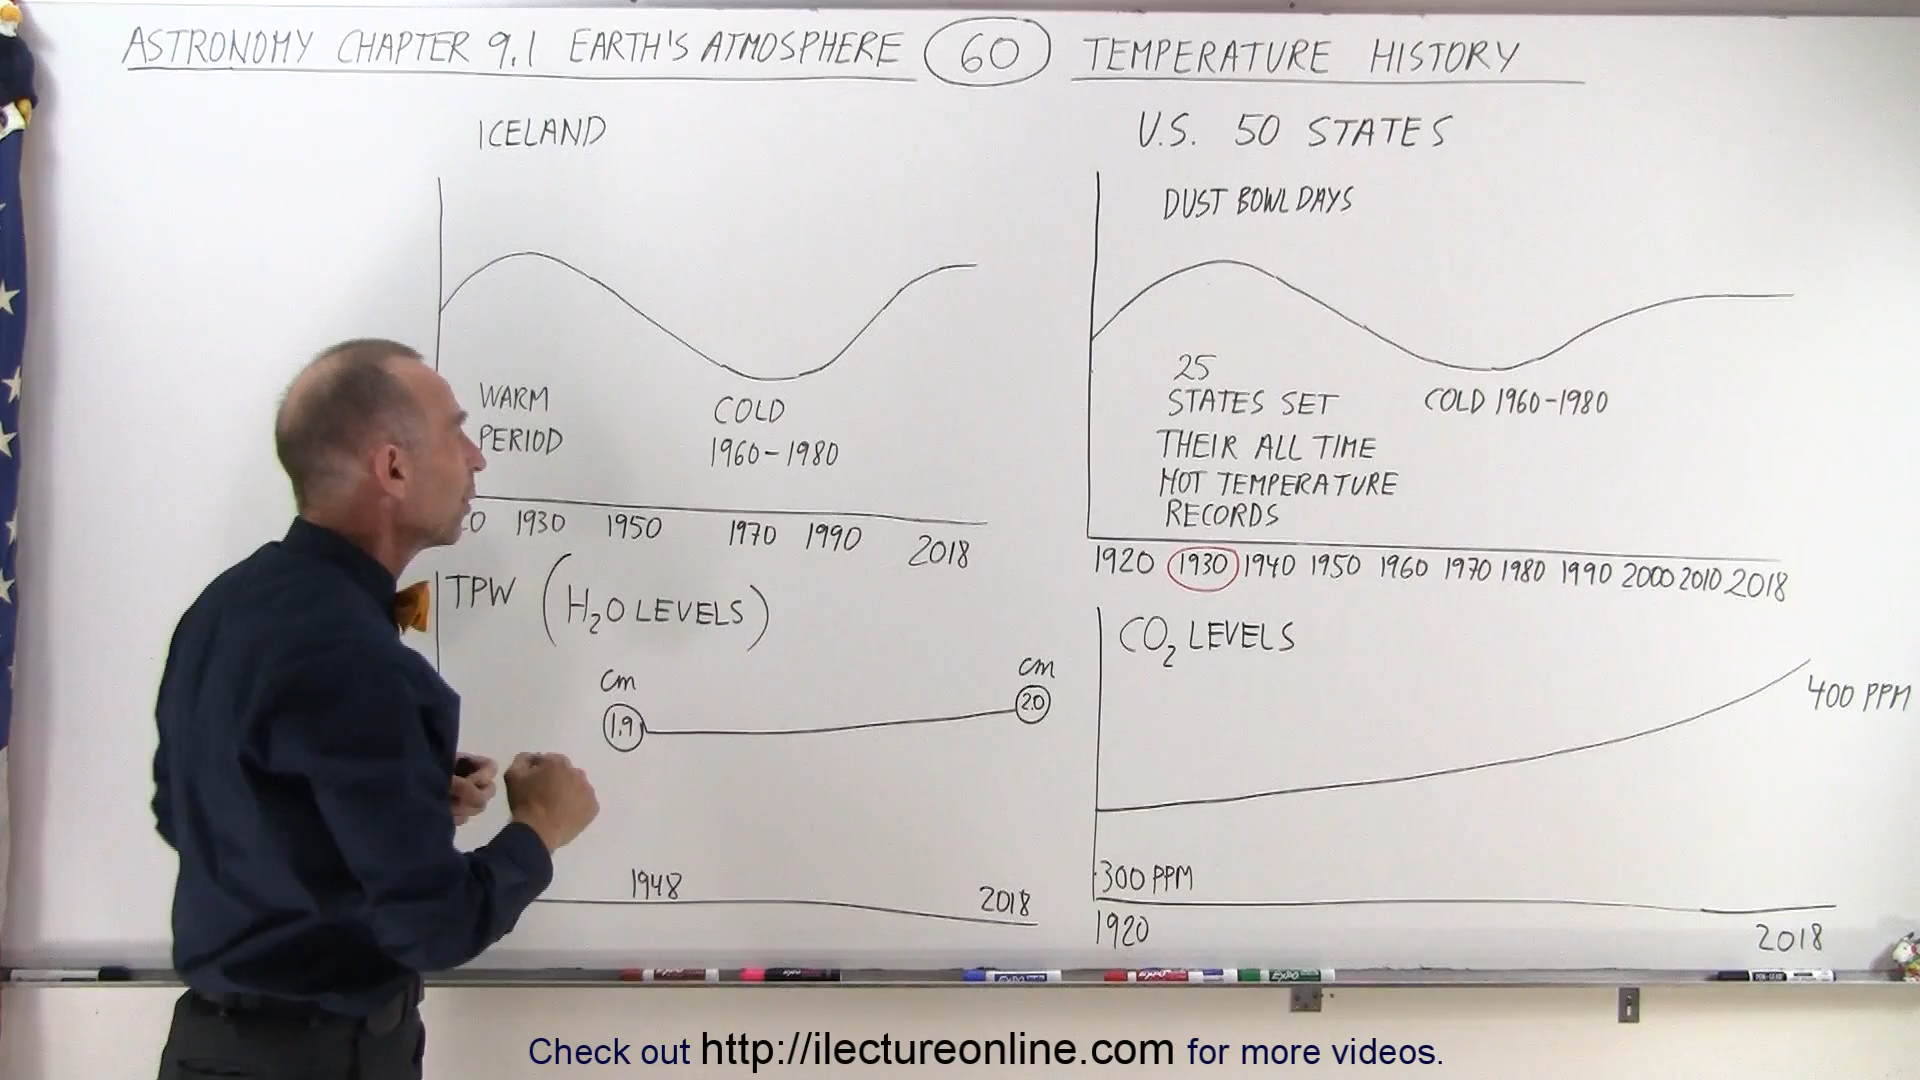 ASTRONOMY CHAPTER 9.1 EARTH'S ATMOSPHERE 60 TEMPERATURE HISTORY
ICELAND
WARM
PERIOD
COLD
1960-1980
1930 1950 1970 1990 2018
U.S. 50 STATES
DUST BOWL DAYS
25
STATES SET
THEIR ALL TIME
HOT TEMPERATURE
RECORDS
COLD 1960-1980
1920 1930 1940 1950 1960 1970 1980 1990 2000 2010 2018
TPW (H₂O LEVELS)
cm
1.9
cm
2.0
1948 2018
CO₂ LEVELS
400 PPM
300 PPM
1920 2018
Check out http://ilectureonline.com for more videos.